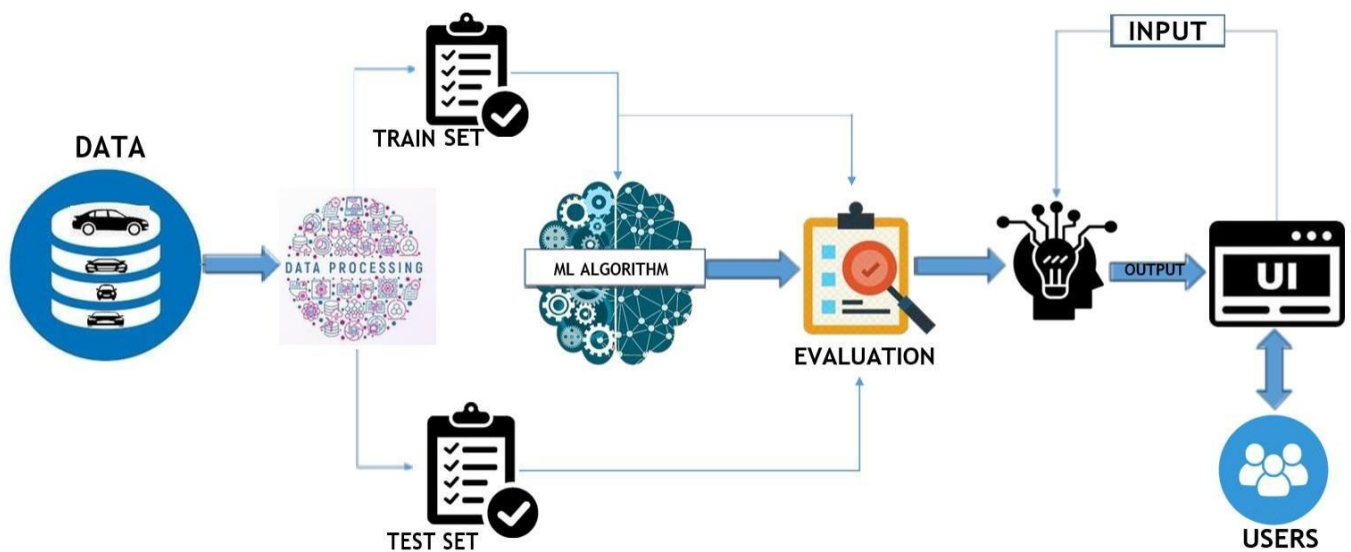 INPUT
TRAIN SET
DATA
DATA PROCESSING
ML ALGORITHM
OUTPUT
UI
EVALUATION
TEST SET
USERS